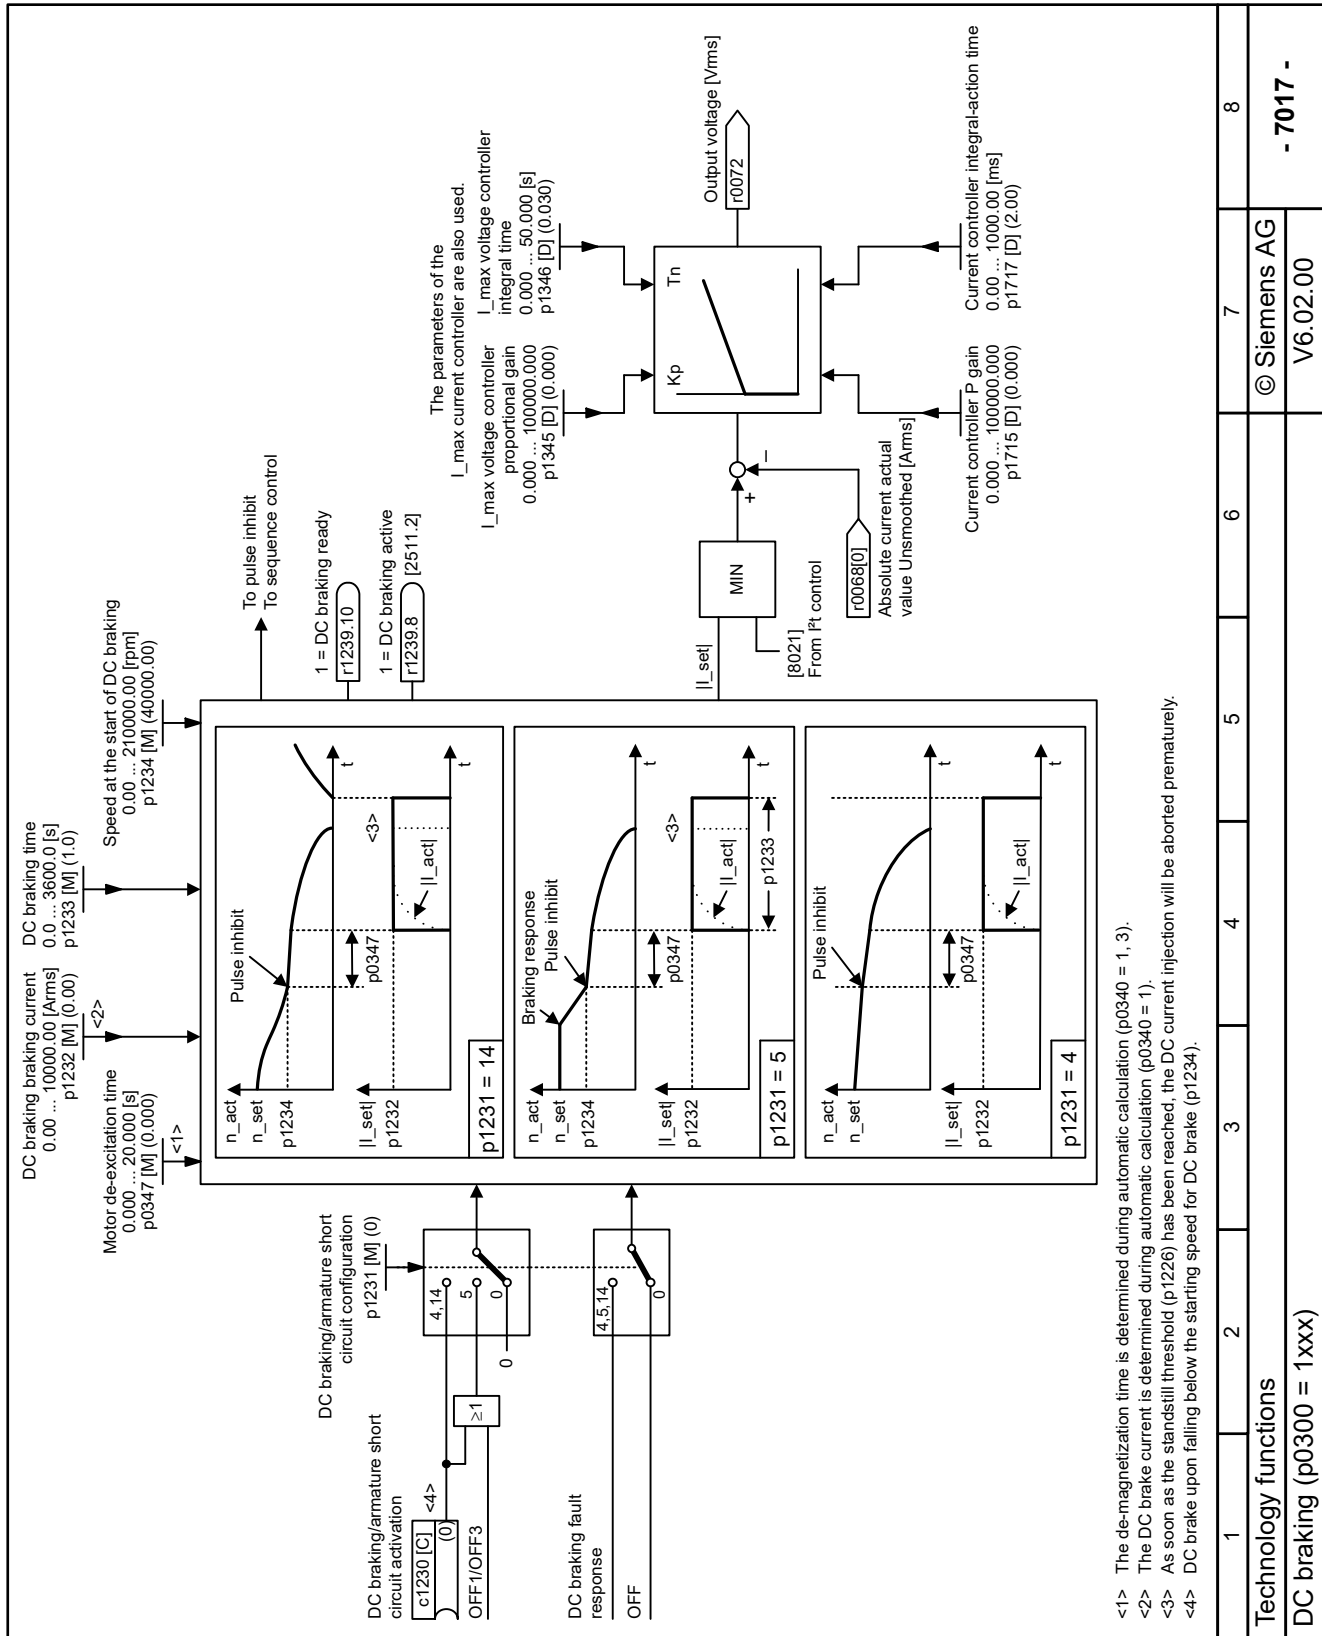 DC braking/armature short
circuit activation
c1230 [C]
(0)
<4>
OFF1/OFF3
≥1
DC braking/armature short
circuit configuration
p1231 [M] (0)
4,14
5
0
0
DC braking fault
response
OFF
4,5,14
0
Motor de-excitation time
0.000 ... 20.000 [s]
p0347 [M] (0.000)
<1>
DC braking braking current
0.00 ... 10000.00 [Arms]
p1232 [M] (0.00)
<2>
DC braking time
0.0 ... 3600.0 [s]
p1233 [M] (1.0)
Speed at the start of DC braking
0.00 ... 210000.00 [rpm]
p1234 [M] (40000.00)
n_act
n_set
p1234
Pulse inhibit
t
|I_set|
p1232
p0347
|I_act|
<3>
t
p1231 = 14
n_act
n_set
p1234
Braking response
Pulse inhibit
t
|I_set|
p1232
p0347
|I_act|
<3>
p1233
t
p1231 = 5
n_act
n_set
Pulse inhibit
t
|I_set|
p1232
p0347
|I_act|
t
p1231 = 4
To pulse inhibit
To sequence control
1 = DC braking ready
r1239.10
1 = DC braking active
r1239.8
[2511.2]
|I_set|
[8021]
From I²t control
MIN
+
–
r0068[0]
Absolute current actual
value Unsmoothed [Arms]
The parameters of the
I_max current controller are also used.
I_max voltage controller
proportional gain
0.000 ... 100000.000
p1345 [D] (0.000)
I_max voltage controller
integral time
0.000 ... 50.000 [s]
p1346 [D] (0.030)
Kp
Tn
Current controller P gain
0.000 ... 100000.000
p1715 [D] (0.000)
Current controller integral-action time
0.00 ... 1000.00 [ms]
p1717 [D] (2.00)
Output voltage [Vrms]
r0072
<1> The de-magnetization time is determined during automatic calculation (p0340 = 1, 3).
<2> The DC brake current is determined during automatic calculation (p0340 = 1).
<3> As soon as the standstill threshold (p1226) has been reached, the DC current injection will be aborted prematurely.
<4> DC brake upon falling below the starting speed for DC brake (p1234).
1
2
3
4
5
6
7
8
Technology functions
DC braking (p0300 = 1xxx)
© Siemens AG
V6.02.00
- 7017 -